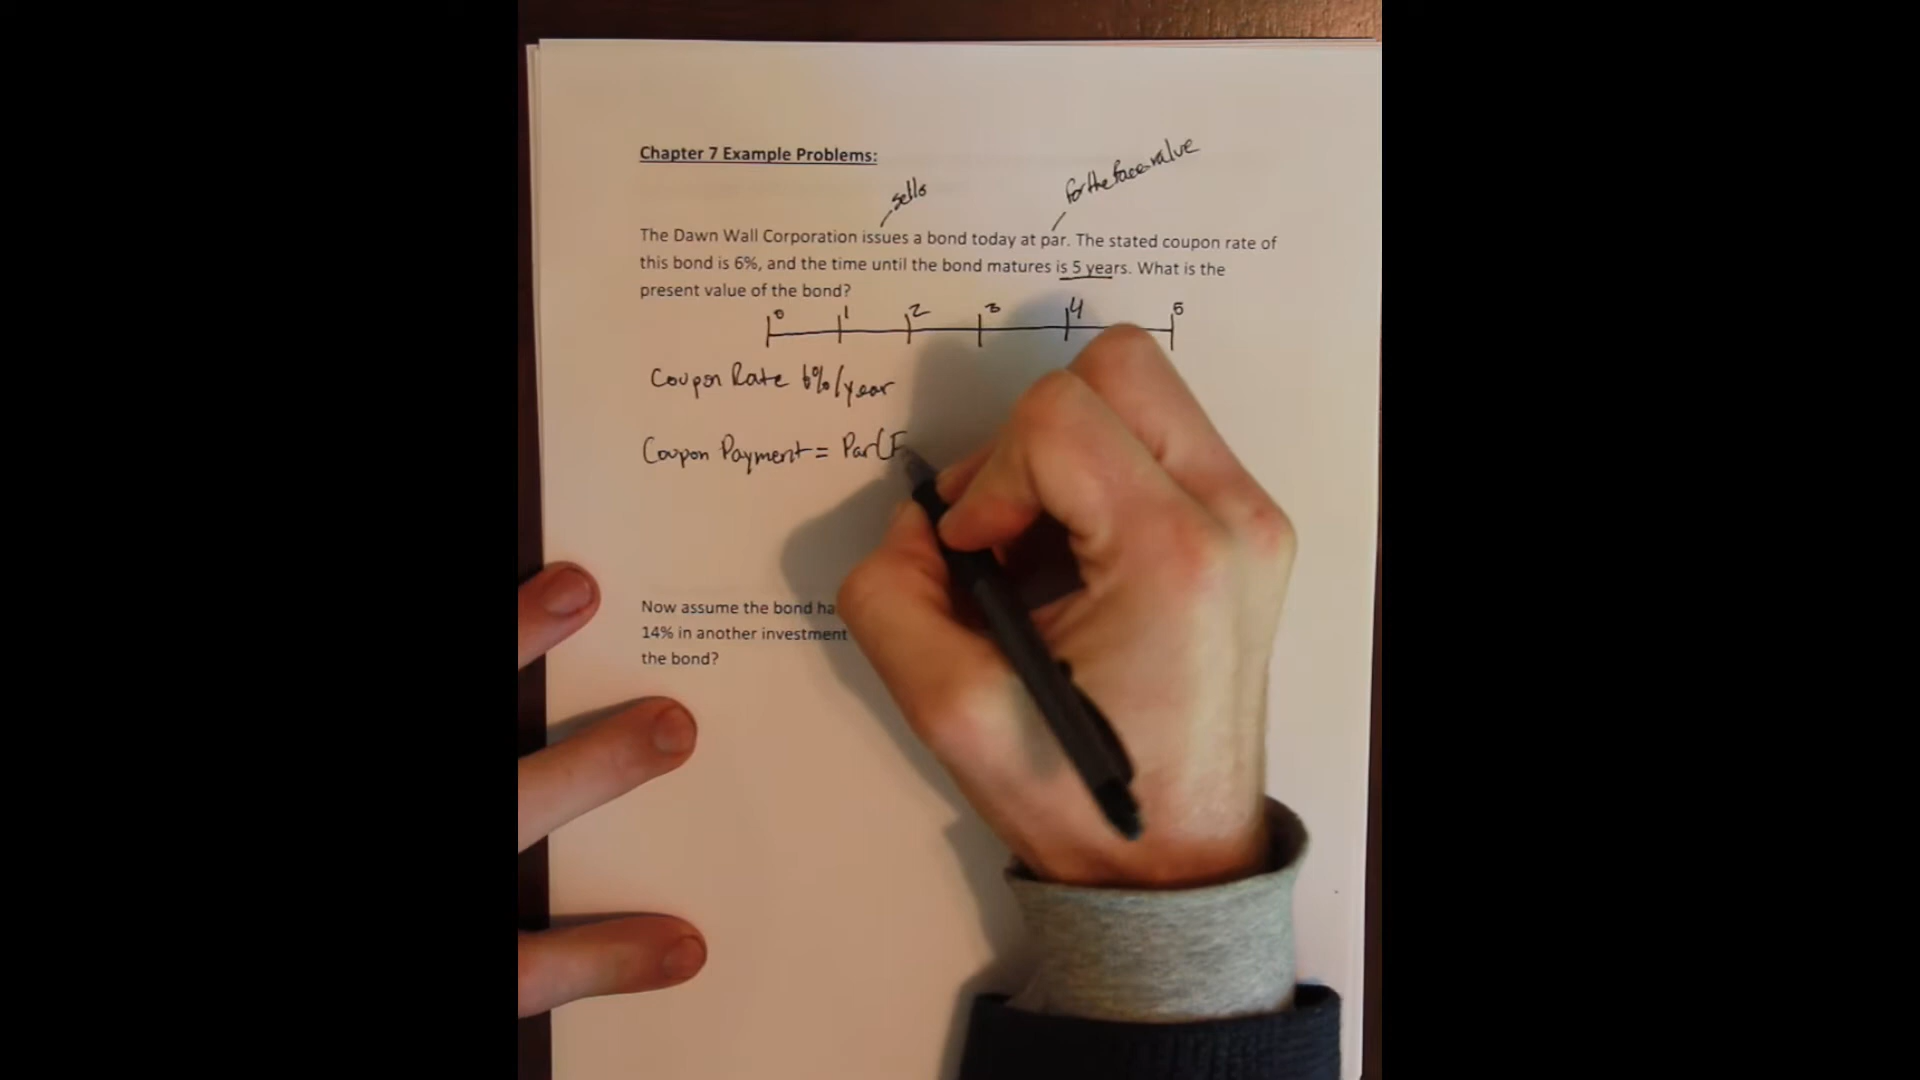 Chapter 7 Example Problems:
sells
for the face value
The Dawn Wall Corporation issues a bond today at par. The stated coupon rate of
this bond is 6%, and the time until the bond matures is 5 years. What is the
present value of the bond?
0 1 2 3 4 5
Coupon Rate 6%/year
Coupon Payment = Par(F
Now assume the bond ha
14% in another investment
the bond?